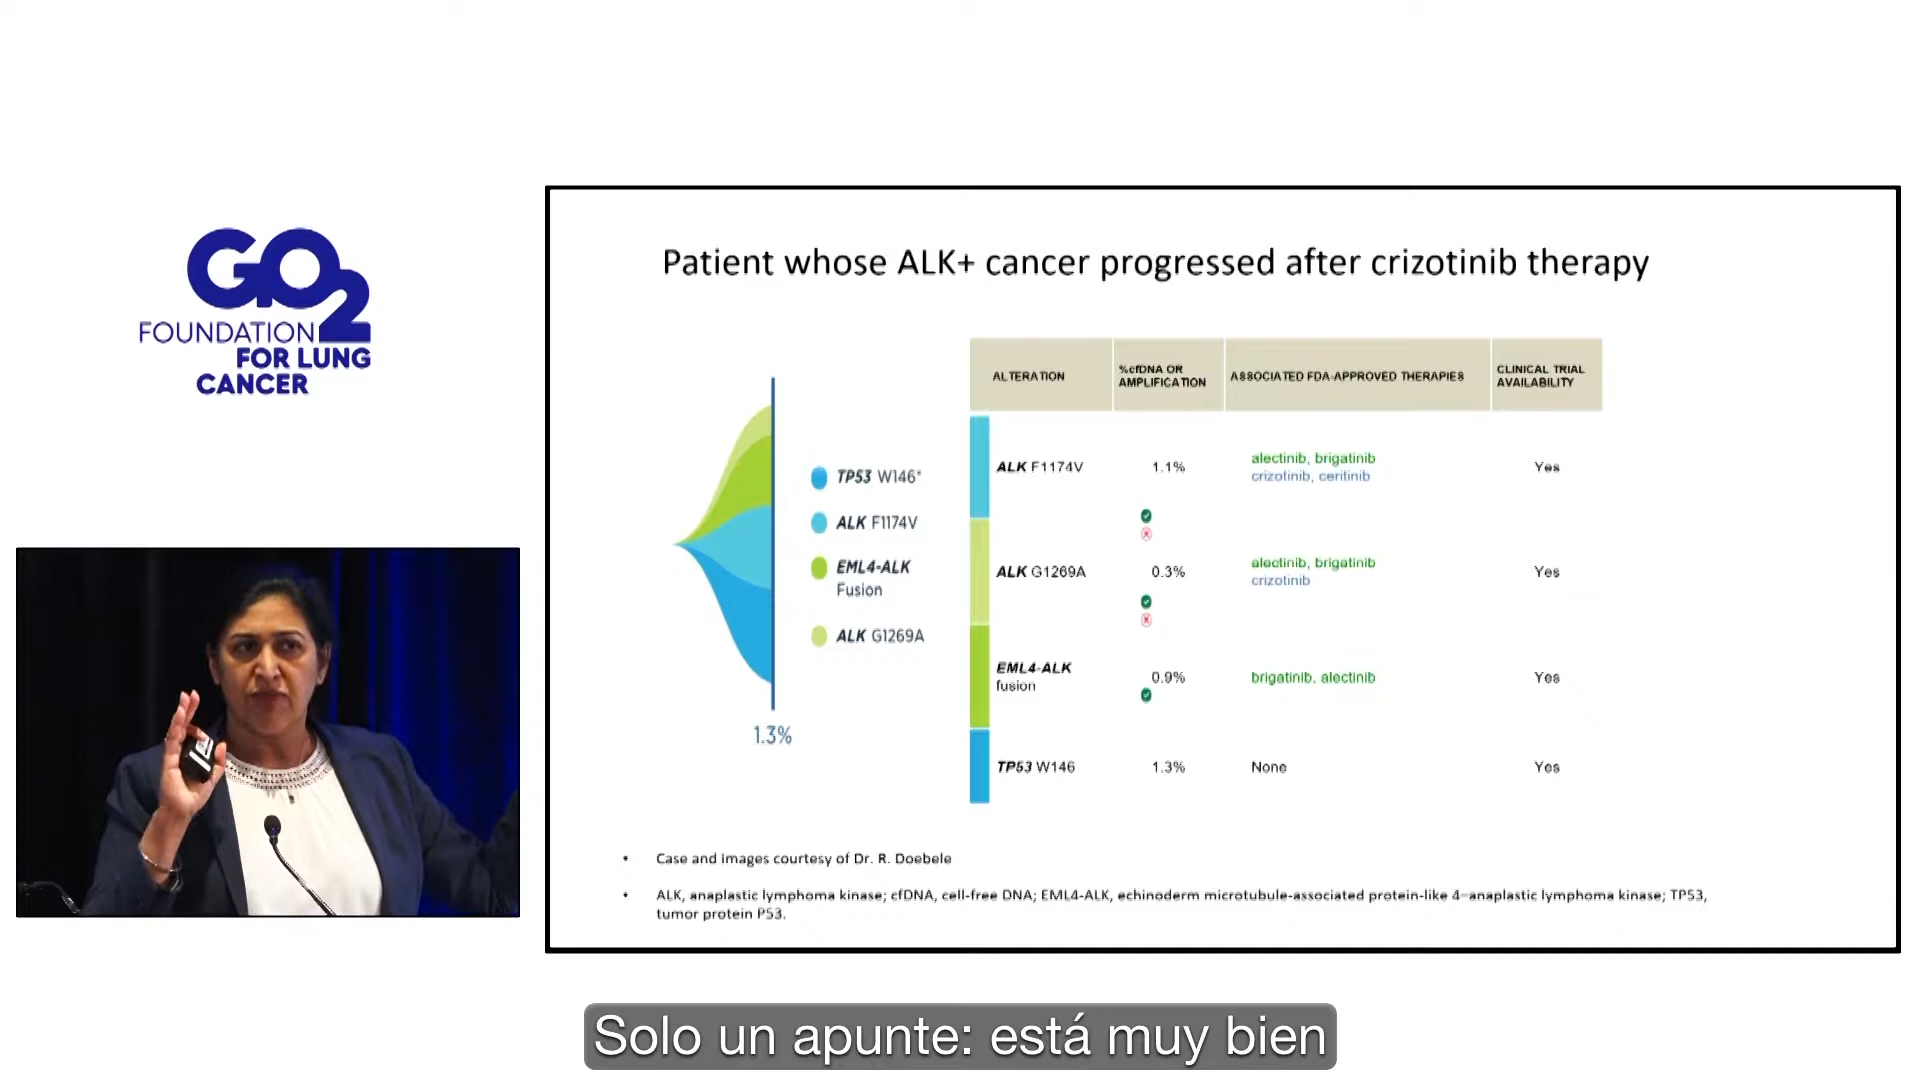 GO2
FOUNDATION
FOR LUNG
CANCER
Patient whose ALK+ cancer progressed after crizotinib therapy
TP53 W146*
ALK F1174V
EML4-ALK
Fusion
ALK G1269A
1.3%
ALTERATION
%cfDNA OR
AMPLIFICATION
ASSOCIATED FDA-APPROVED THERAPIES
CLINICAL TRIAL
AVAILABILITY
ALK F1174V 1.1% alectinib, brigatinib Yes
crizotinib, ceritinib
ALK G1269A 0.3% alectinib, brigatinib Yes
crizotinib
EML4-ALK
fusion 0.9% brigatinib, alectinib Yes
TP53 W146 1.3% None Yes
• Case and images courtesy of Dr. R. Doebele
• ALK, anaplastic lymphoma kinase; cfDNA, cell-free DNA; EML4-ALK, echinoderm microtubule-associated protein-like 4–anaplastic lymphoma kinase; TP53,
tumor protein P53.
Solo un apunte: está muy bien